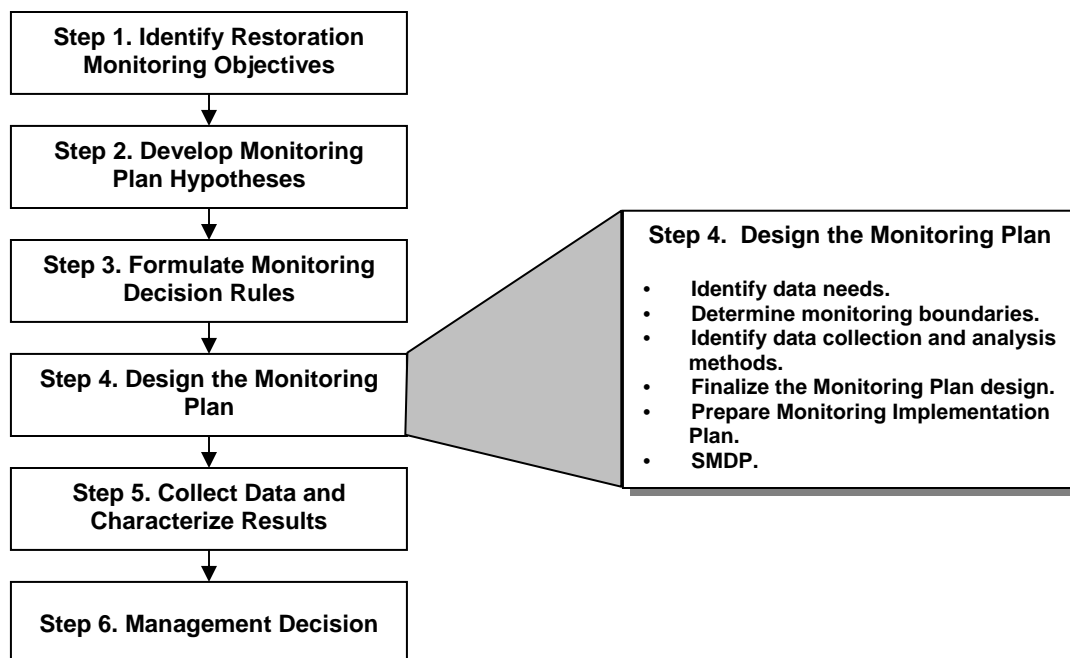 Step 1. Identify Restoration
Monitoring Objectives
Step 2. Develop Monitoring
Plan Hypotheses
Step 3. Formulate Monitoring
Decision Rules
Step 4. Design the Monitoring
Plan
Step 5. Collect Data and
Characterize Results
Step 6. Management Decision
Step 4. Design the Monitoring Plan
• Identify data needs.
• Determine monitoring boundaries.
• Identify data collection and analysis
methods.
• Finalize the Monitoring Plan design.
• Prepare Monitoring Implementation
Plan.
• SMDP.